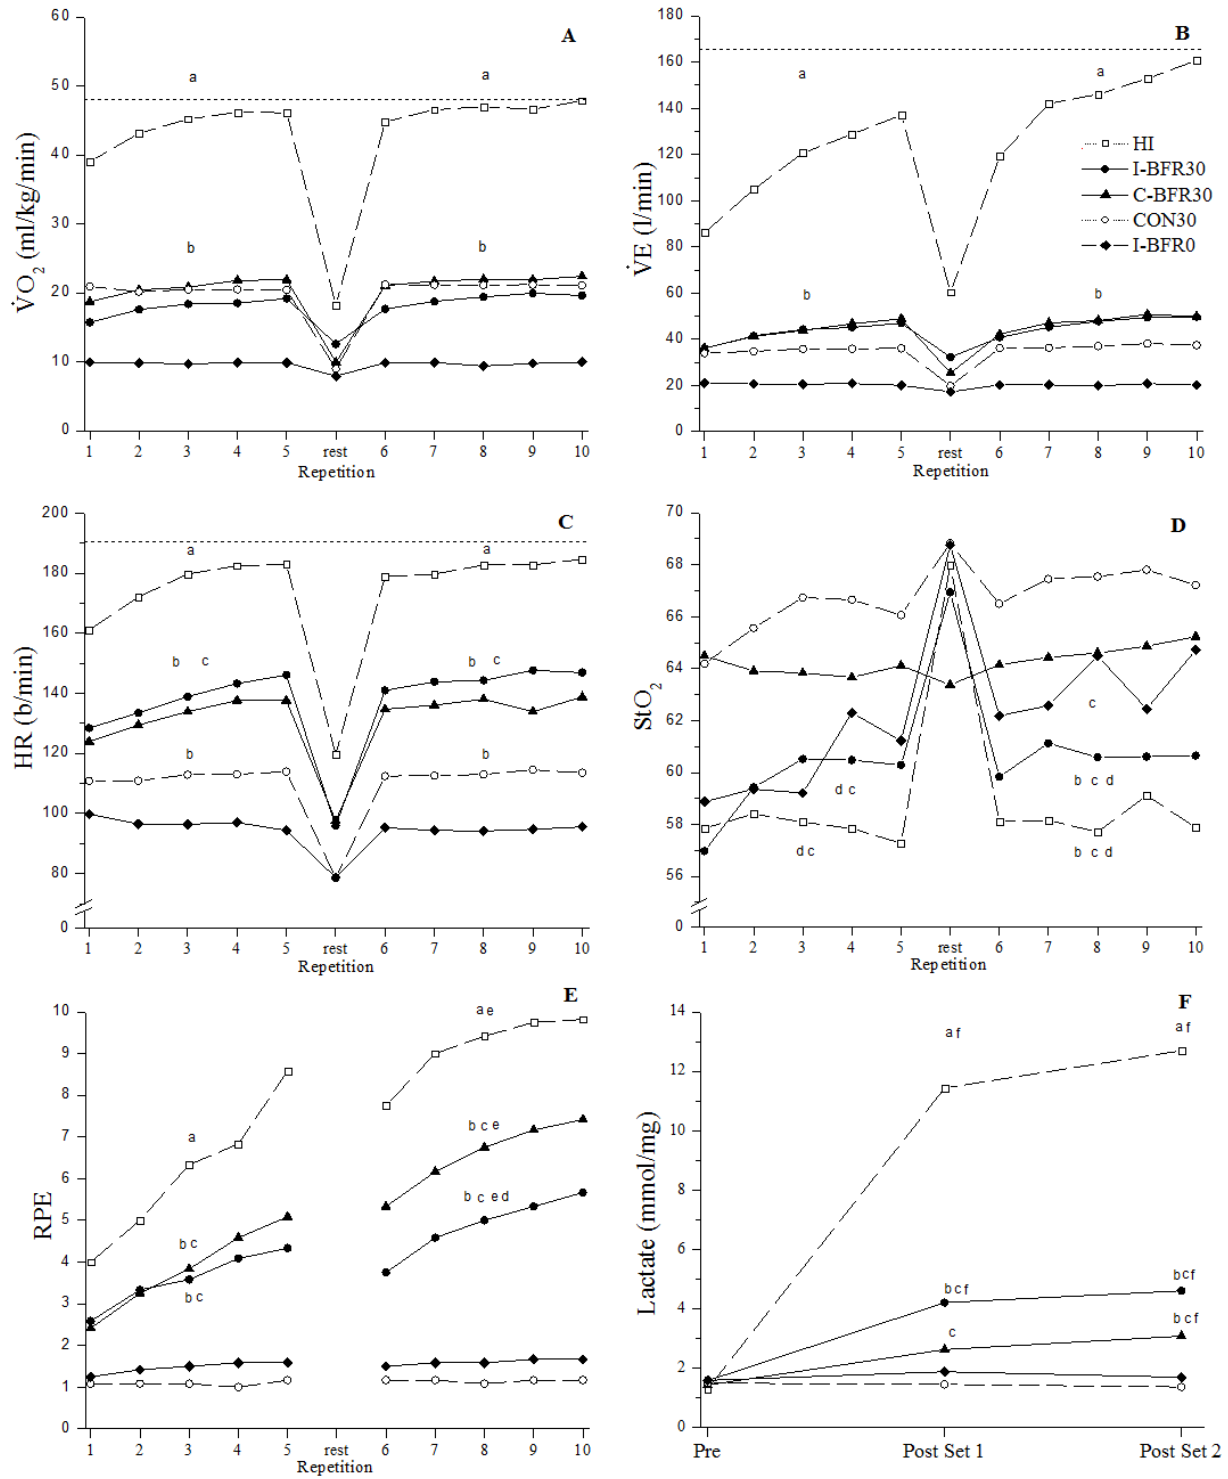 A
60
50
40
30
20
10
0
V̇O2 (ml/kg/min)
a a
b b
1 2 3 4 5 rest 6 7 8 9 10
Repetition
B
180
160
140
120
100
80
60
40
20
0
V̇E (l/min)
a a
b b
HI
I-BFR30
C-BFR30
CON30
I-BFR0
1 2 3 4 5 rest 6 7 8 9 10
Repetition
C
200
180
160
140
120
100
80
0
HR (b/min)
a a
b c b c
b b
1 2 3 4 5 rest 6 7 8 9 10
Repetition
D
70
68
66
64
62
60
58
56
0
StO2
c
d c b c d
d c b c d
1 2 3 4 5 rest 6 7 8 9 10
Repetition
E
10
9
8
7
6
5
4
3
2
1
0
RPE
a e
a
b c e
b c e d
b c
b c
1 2 3 4 5 rest 6 7 8 9 10
Repetition
F
14
12
10
8
6
4
2
0
Lactate (mmol/mg)
a f a f
b c f b c f
c b c f
Pre Post Set 1 Post Set 2